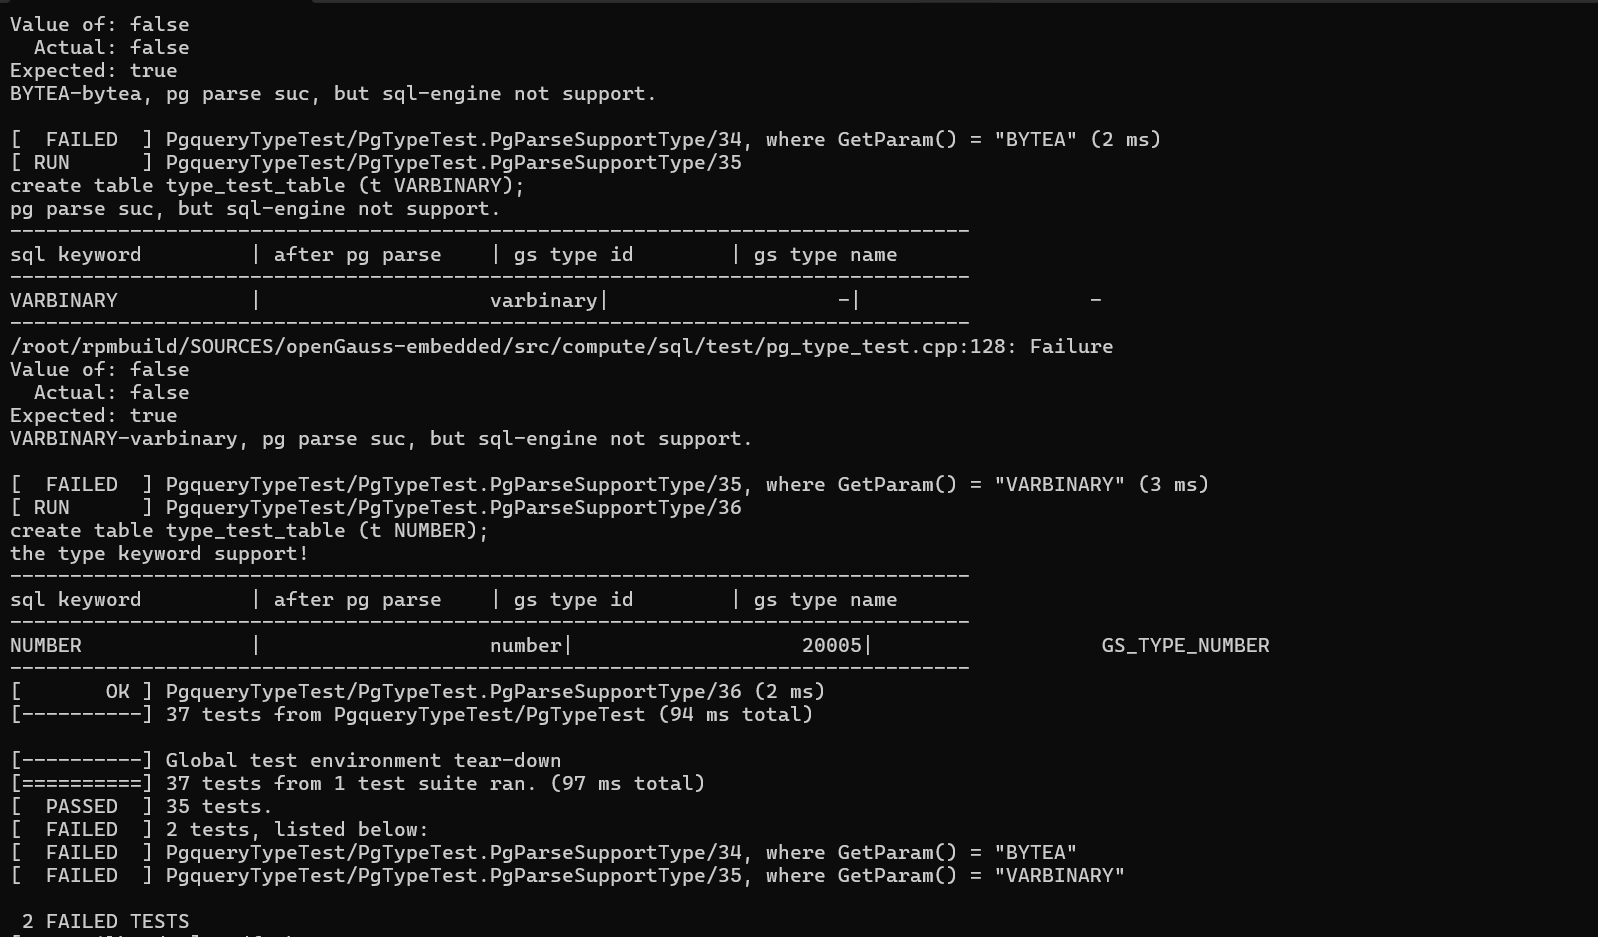 Value of: false
  Actual: false
Expected: true
BYTEA-bytea, pg parse suc, but sql-engine not support.

[  FAILED  ] PgqueryTypeTest/PgTypeTest.PgParseSupportType/34, where GetParam() = "BYTEA" (2 ms)
[ RUN      ] PgqueryTypeTest/PgTypeTest.PgParseSupportType/35
create table type_test_table (t VARBINARY);
pg parse suc, but sql-engine not support.
--------------------------------------------------------------------------------
sql keyword         | after pg parse    | gs type id        | gs type name
--------------------------------------------------------------------------------
VARBINARY           |                   varbinary|                   -|                   -
--------------------------------------------------------------------------------
/root/rpmbuild/SOURCES/openGauss-embedded/src/compute/sql/test/pg_type_test.cpp:128: Failure
Value of: false
  Actual: false
Expected: true
VARBINARY-varbinary, pg parse suc, but sql-engine not support.

[  FAILED  ] PgqueryTypeTest/PgTypeTest.PgParseSupportType/35, where GetParam() = "VARBINARY" (3 ms)
[ RUN      ] PgqueryTypeTest/PgTypeTest.PgParseSupportType/36
create table type_test_table (t NUMBER);
the type keyword support!
--------------------------------------------------------------------------------
sql keyword         | after pg parse    | gs type id        | gs type name
--------------------------------------------------------------------------------
NUMBER              |                   number|                   20005|                   GS_TYPE_NUMBER
--------------------------------------------------------------------------------
[       OK ] PgqueryTypeTest/PgTypeTest.PgParseSupportType/36 (2 ms)
[----------] 37 tests from PgqueryTypeTest/PgTypeTest (94 ms total)

[----------] Global test environment tear-down
[==========] 37 tests from 1 test suite ran. (97 ms total)
[  PASSED  ] 35 tests.
[  FAILED  ] 2 tests, listed below:
[  FAILED  ] PgqueryTypeTest/PgTypeTest.PgParseSupportType/34, where GetParam() = "BYTEA"
[  FAILED  ] PgqueryTypeTest/PgTypeTest.PgParseSupportType/35, where GetParam() = "VARBINARY"

 2 FAILED TESTS